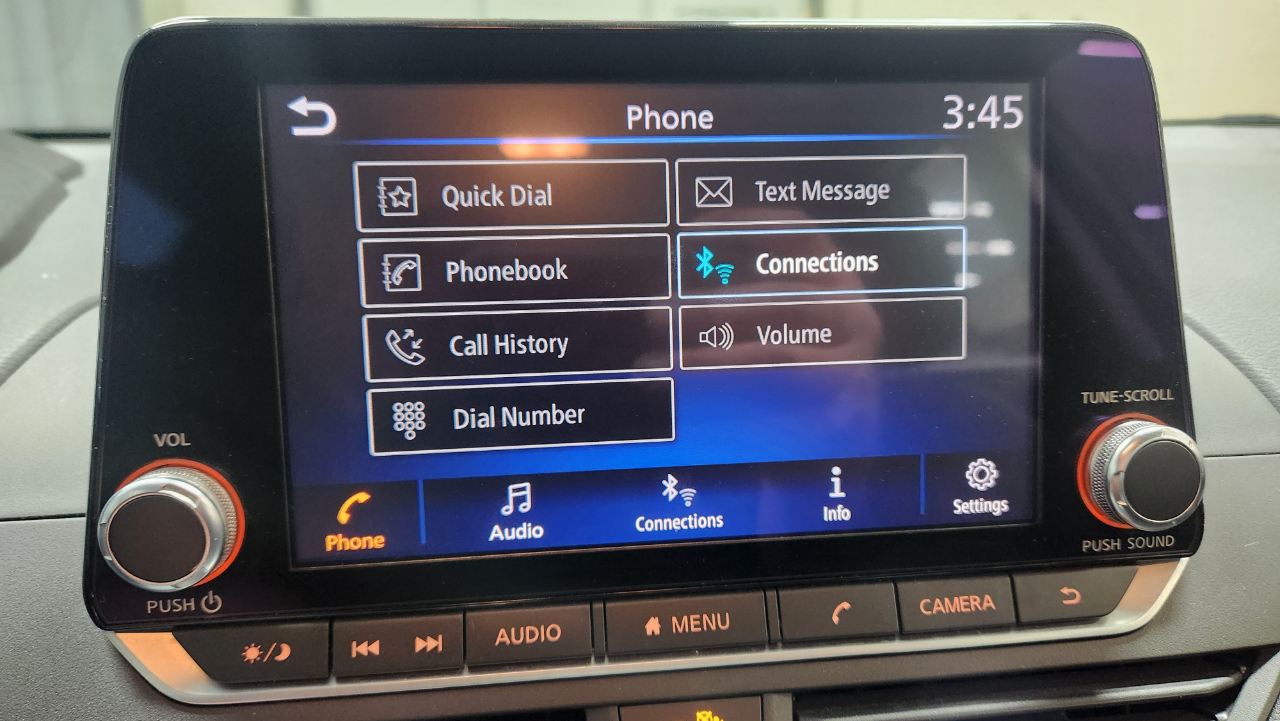 Phone
3:45
Quick Dial
Text Message
Phonebook
Connections
Call History
Volume
Dial Number
Phone
Audio
Connections
Info
Settings
VOL
PUSH
TUNE-SCROLL
PUSH SOUND
AUDIO
MENU
CAMERA